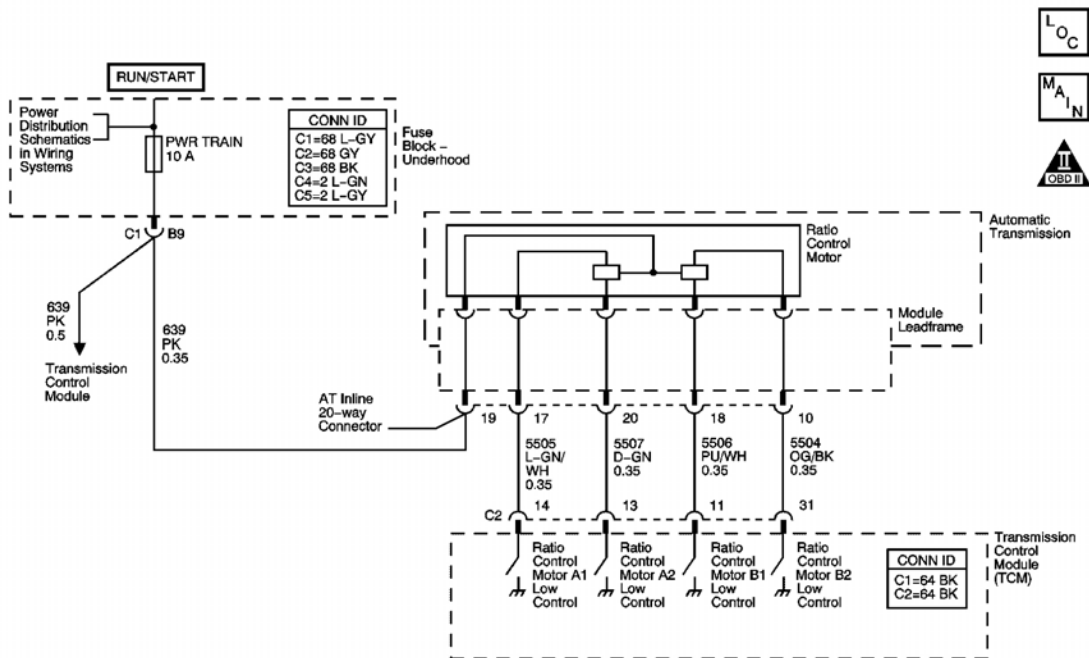 L
O
C
M
A
I
N
II
OBD II
RUN/START
Power
Distribution
Schematics
in Wiring
Systems
PWR TRAIN
10 A
CONN ID
C1=68 L-GY
C2=68 GY
C3=68 BK
C4=2 L-GN
C5=2 L-GY
Fuse
Block –
Underhood
C1 B9
639
PK
0.5
Transmission
Control
Module
639
PK
0.35
Automatic
Transmission
Ratio
Control
Motor
Module
Leadframe
AT Inline
20-way
Connector
19 17 20 18 10
5505
L-GN/
WH
0.35
5507
D-GN
0.35
5506
PU/WH
0.35
5504
OG/BK
0.35
C2 14 13 11 31
Ratio
Control
Motor A1
Low
Control
Ratio
Control
Motor A2
Low
Control
Ratio
Control
Motor B1
Low
Control
Ratio
Control
Motor B2
Low
Control
CONN ID
C1=64 BK
C2=64 BK
Transmission
Control
Module
(TCM)